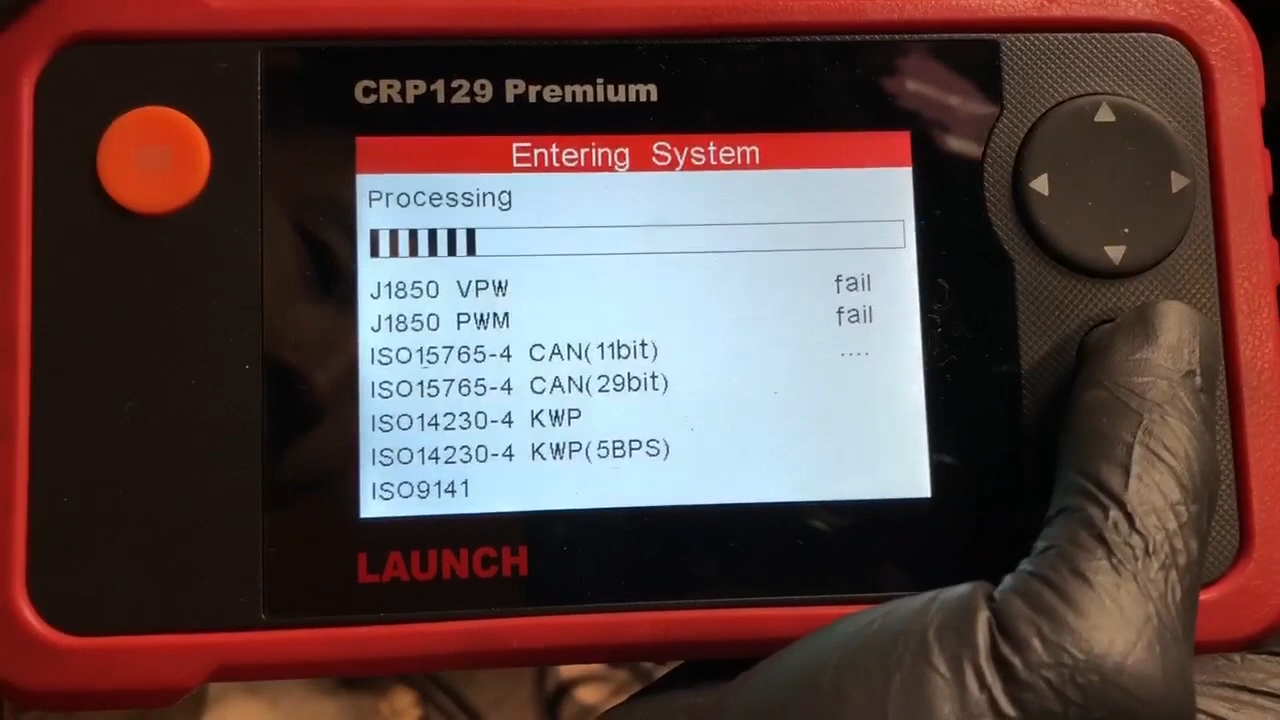 CRP129 Premium
Entering System
Processing
J1850 VPW fail
J1850 PWM fail
ISO15765-4 CAN(11bit) ....
ISO15765-4 CAN(29bit)
ISO14230-4 KWP
ISO14230-4 KWP(5BPS)
ISO9141
LAUNCH